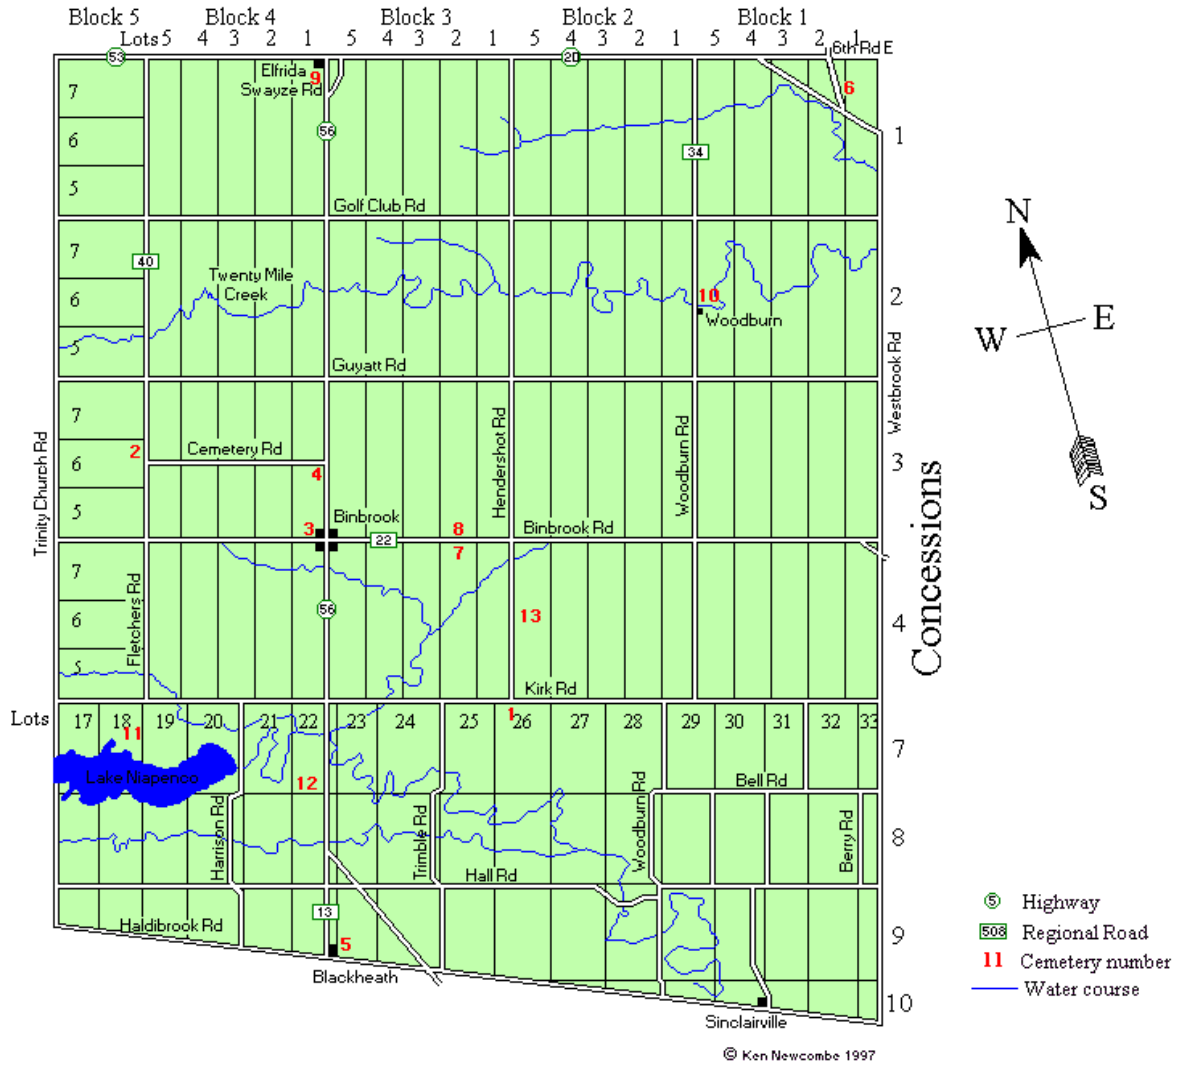 Block 5 Block 4 Block 3 Block 2 Block 1
Lots 5 4 3 2 1 5 4 3 2 1 5 4 3 2 1 5 4 3 2 1
6th Rd E
53 20
Elfrida
9
Swayze Rd
6
7
56
1
6
34
5
Golf Club Rd
N
7
40
Twenty Mile
Creek
6
10
2
Woodburn
W E
5
Guyatt Rd
Westbrook Rd
7
Trinity Church Rd
2
Cemetery Rd
6
4
Hendershot Rd
Woodburn Rd
3
S
5
Binbrook
3
8
Binbrook Rd
22
7
Concessions
7
Fletchers Rd
56
6
13
4
5
Kirk Rd
Lots 17 18 19 20 21 22 23 24 25 26 27 28 29 30 31 32 33
1
11
7
Lake Niapenco
12
Bell Rd
Harrison Rd
Trimble Rd
Woodburn Rd
Berry Rd
8
Hall Rd
Haldibrook Rd
13
5
9
Blackheath
10
Sinclairville
5 Highway
508 Regional Road
11 Cemetery number
Water course
© Ken Newcombe 1997